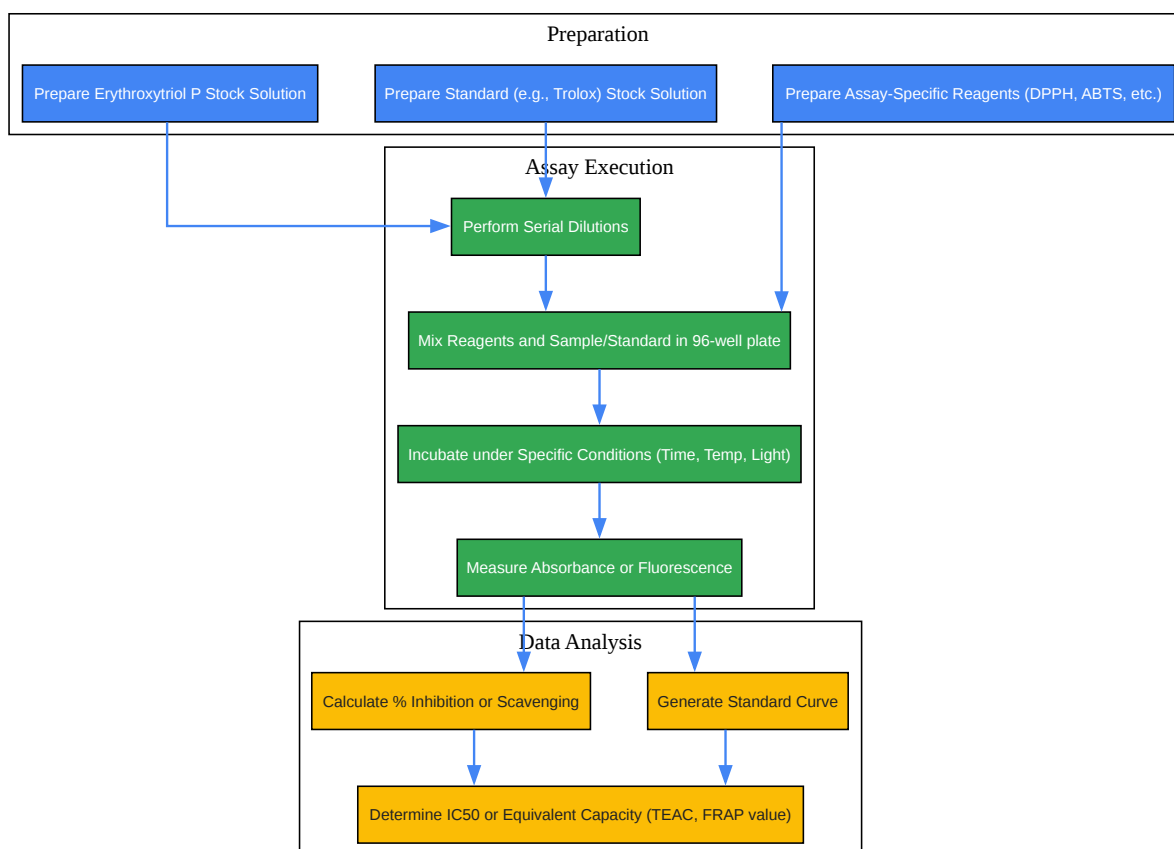 Preparation
Prepare Erythroxytriol P Stock Solution
Prepare Standard (e.g., Trolox) Stock Solution
Prepare Assay-Specific Reagents (DPPH, ABTS, etc.)
Assay Execution
Perform Serial Dilutions
Mix Reagents and Sample/Standard in 96-well plate
Incubate under Specific Conditions (Time, Temp, Light)
Measure Absorbance or Fluorescence
Data Analysis
Calculate % Inhibition or Scavenging
Generate Standard Curve
Determine IC50 or Equivalent Capacity (TEAC, FRAP value)